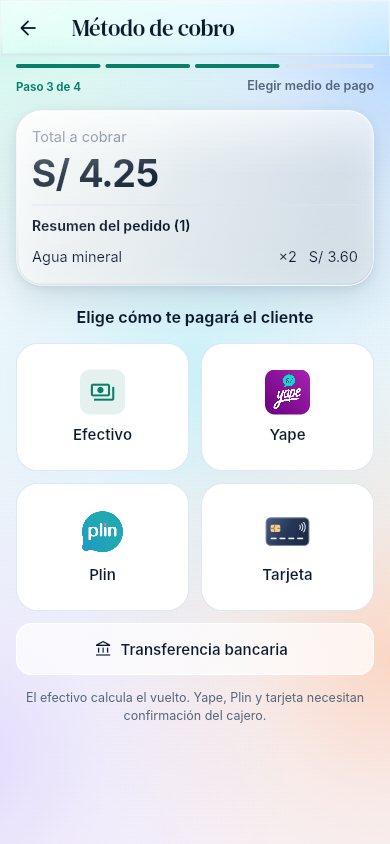 Método de cobro
Paso 3 de 4
Elegir medio de pago
Total a cobrar
S/ 4.25
Resumen del pedido (1)
Agua mineral ×2 S/ 3.60
Elige cómo te pagará el cliente
yape
Efectivo
Yape
plin
Plin
Tarjeta
Transferencia bancaria
El efectivo calcula el vuelto. Yape, Plin y tarjeta necesitan
confirmación del cajero.